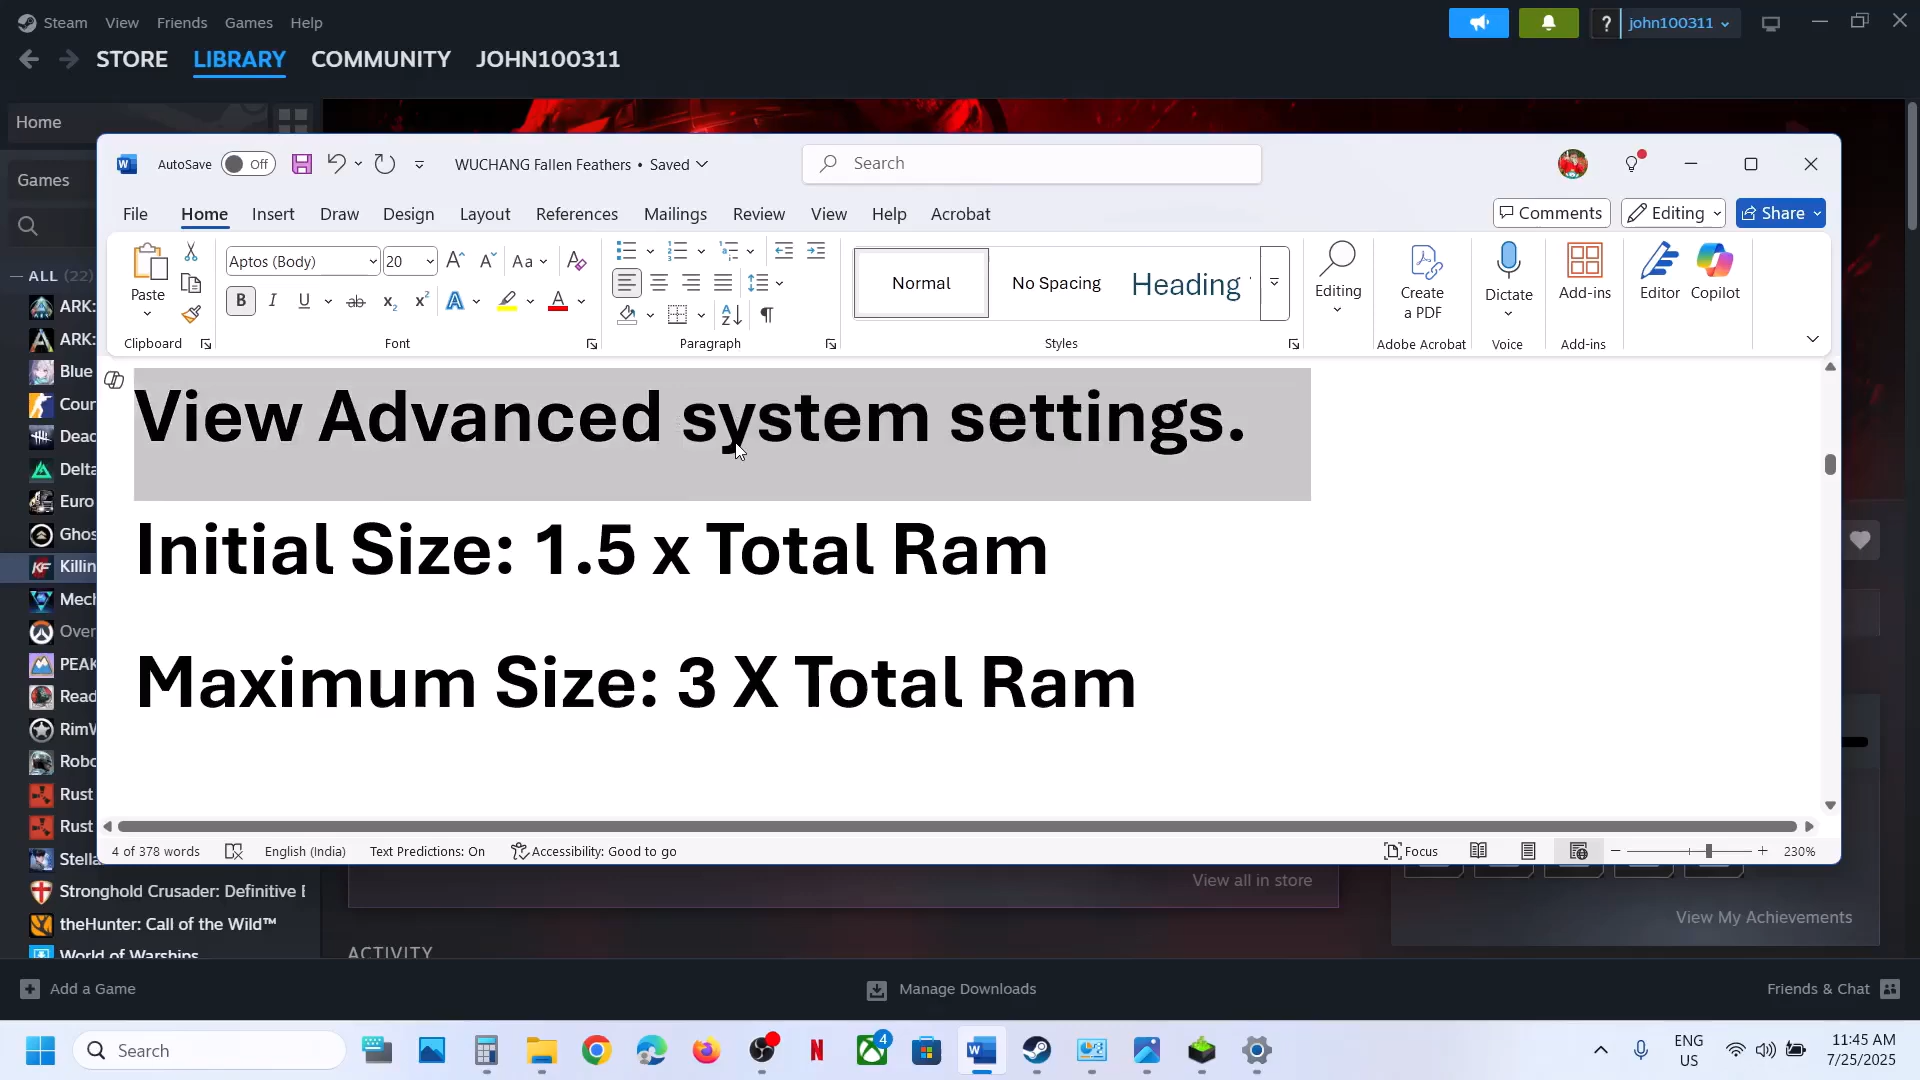 Steam View Friends Games Help
john100311
STORE LIBRARY COMMUNITY JOHN100311
Home
Games
AutoSave Off WUCHANG Fallen Feathers • Saved Search
File Home Insert Draw Design Layout References Mailings Review View Help Acrobat
Comments Editing Share
Paste
Aptos (Body) 20
Normal No Spacing Heading
Editing
Create a PDF
Dictate
Add-ins
Editor Copilot
Clipboard Font Paragraph Styles Adobe Acrobat Voice Add-ins
View Advanced system settings.
Initial Size: 1.5 x Total Ram
Maximum Size: 3 X Total Ram
4 of 378 words English (India) Text Predictions: On Accessibility: Good to go Focus 230%
ALL (22)
ARK:
ARK:
Blue
Coun
Deac
Delta
Euro
Ghos
Killin
Mech
Over
PEAK
Read
RimW
Robo
Rust
Rust
Stella
Stronghold Crusader: Definitive E
theHunter: Call of the Wild™
World of Warships
View all in store
View My Achievements
ACTIVITY
Add a Game Manage Downloads Friends & Chat
Search
4
ENG
US
11:45 AM
7/25/2025